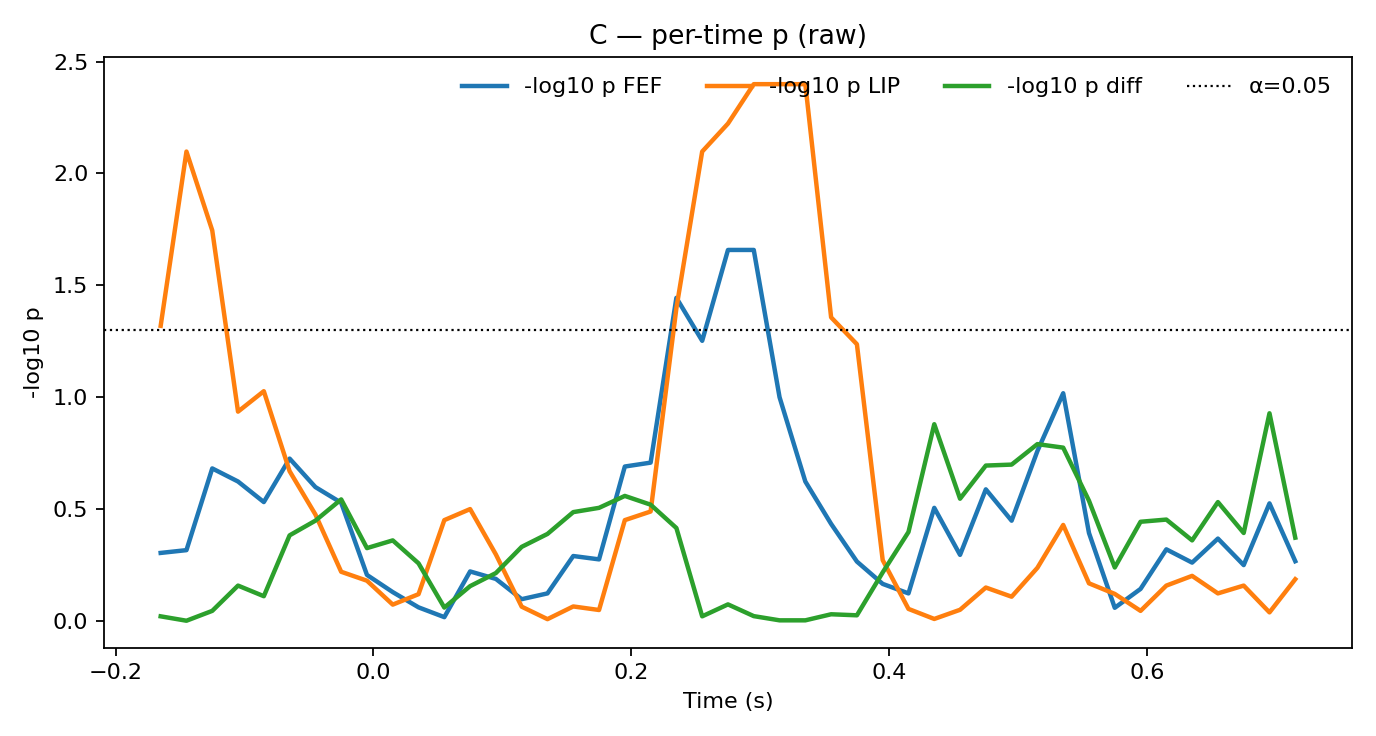 C — per-time p (raw)
-log10 p FEF
-log10 p LIP
-log10 p diff
α=0.05
-log10 p
2.5
2.0
1.5
1.0
0.5
0.0
−0.2
0.0
0.2
0.4
0.6
Time (s)